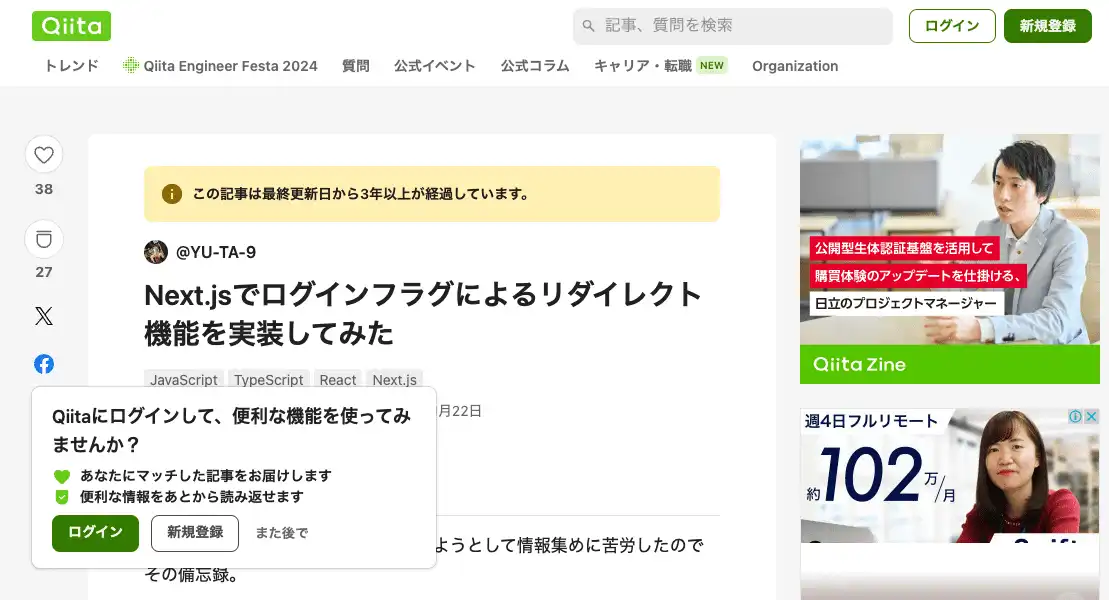 Qiita
記事、質問を検索
ログイン
新規登録
トレンド
Qiita Engineer Festa 2024
質問
公式イベント
公式コラム
キャリア・転職 NEW
Organization
38
27
この記事は最終更新日から3年以上が経過しています。
@YU-TA-9
Next.jsでログインフラグによるリダイレクト
機能を実装してみた
JavaScript
TypeScript
React
Next.js
月22日
Qiitaにログインして、便利な機能を使ってみ
ませんか？
あなたにマッチした記事をお届けします
便利な情報をあとから読み返せます
ログイン
新規登録
また後で
ようとして情報集めに苦労したので
その備忘録。
公開型生体認証基盤を活用して
購買体験のアップデートを仕掛ける、
日立のプロジェクトマネージャー
Qiita Zine
週4日フルリモート
約102万/月